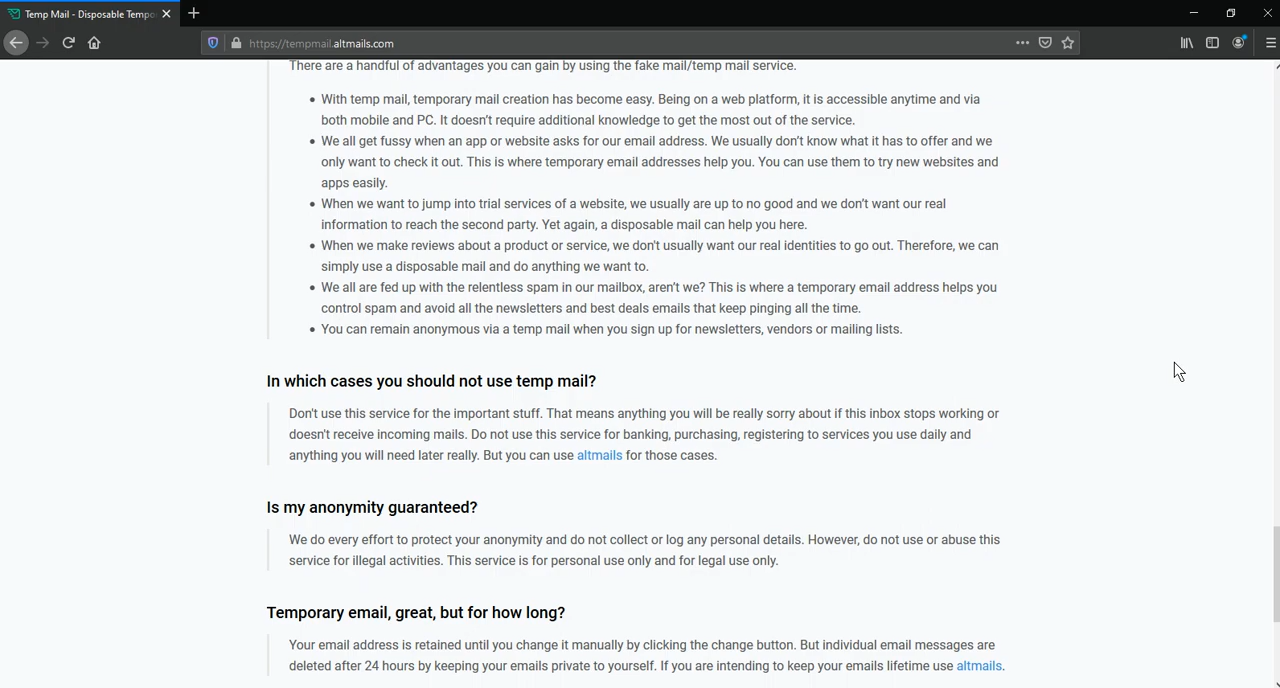 Temp Mail - Disposable Tempo
https://tempmail.altmails.com
There are a handful of advantages you can gain by using the fake mail/temp mail service.
With temp mail, temporary mail creation has become easy. Being on a web platform, it is accessible anytime and via
both mobile and PC. It doesn't require additional knowledge to get the most out of the service.
We all get fussy when an app or website asks for our email address. We usually don't know what it has to offer and we
only want to check it out. This is where temporary email addresses help you. You can use them to try new websites and
apps easily.
When we want to jump into trial services of a website, we usually are up to no good and we don't want our real
information to reach the second party. Yet again, a disposable mail can help you here.
When we make reviews about a product or service, we don't usually want our real identities to go out. Therefore, we can
simply use a disposable mail and do anything we want to.
We all are fed up with the relentless spam in our mailbox, aren't we? This is where a temporary email address helps you
control spam and avoid all the newsletters and best deals emails that keep pinging all the time.
You can remain anonymous via a temp mail when you sign up for newsletters, vendors or mailing lists.
In which cases you should not use temp mail?
Don't use this service for the important stuff. That means anything you will be really sorry about if this inbox stops working or
doesn't receive incoming mails. Do not use this service for banking, purchasing, registering to services you use daily and
anything you will need later really. But you can use altmails for those cases.
Is my anonymity guaranteed?
We do every effort to protect your anonymity and do not collect or log any personal details. However, do not use or abuse this
service for illegal activities. This service is for personal use only and for legal use only.
Temporary email, great, but for how long?
Your email address is retained until you change it manually by clicking the change button. But individual email messages are
deleted after 24 hours by keeping your emails private to yourself. If you are intending to keep your emails lifetime use altmails.